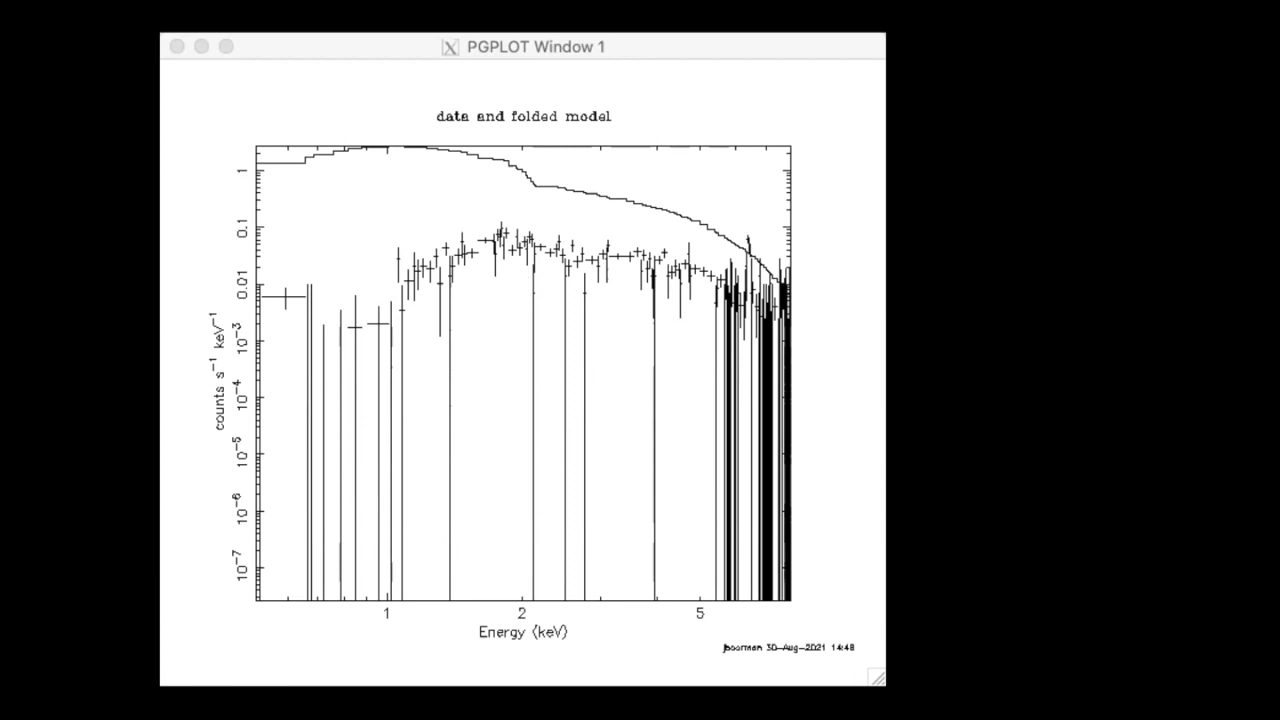 PGPLOT Window 1
data and folded model
1
0.1
0.01
10⁻³
10⁻⁴
10⁻⁵
10⁻⁶
10⁻⁷
counts s⁻¹ keV⁻¹
1 2 5
Energy (keV)
30-Aug-2021 14:48